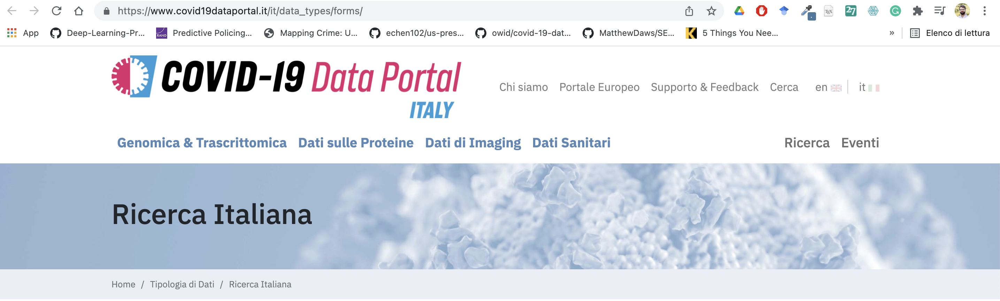 https://www.covid19dataportal.it/it/data_types/forms/
App Deep-Learning-Pr... Predictive Policing... Mapping Crime: U... echen102/us-pres... owid/covid-19-dat... MatthewDaws/SE... 5 Things You Nee... » Elenco di lettura
COVID-19 Data Portal
ITALY
Chi siamo Portale Europeo Supporto & Feedback Cerca en it
Genomica & Trascrittomica Dati sulle Proteine Dati di Imaging Dati Sanitari Ricerca Eventi
Ricerca Italiana
Home / Tipologia di Dati / Ricerca Italiana
RAND
TEX
27